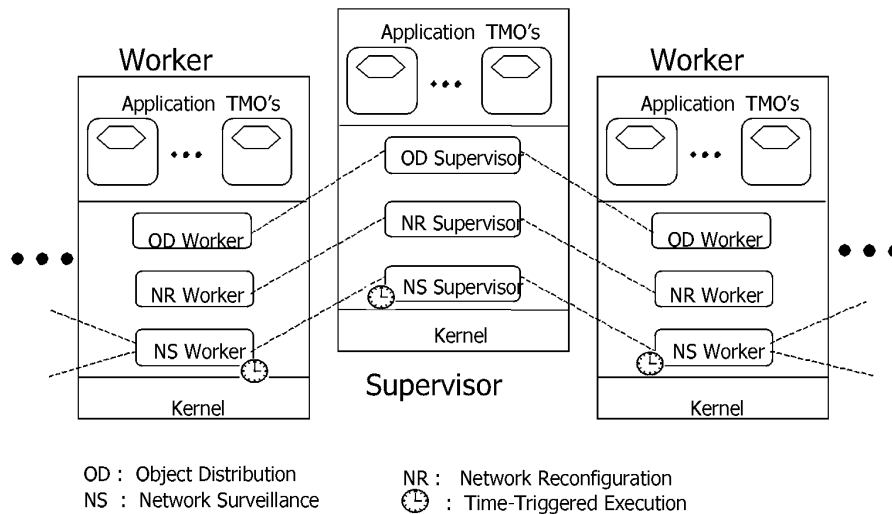 Application TMO's
Worker
Worker
Application TMO's
Application TMO's
OD Supervisor
OD Worker
OD Worker
NR Supervisor
NR Worker
NR Worker
NS Supervisor
NS Worker
NS Worker
Kernel
Supervisor
Kernel
Kernel
OD : Object Distribution
NR : Network Reconfiguration
NS : Network Surveillance
: Time-Triggered Execution